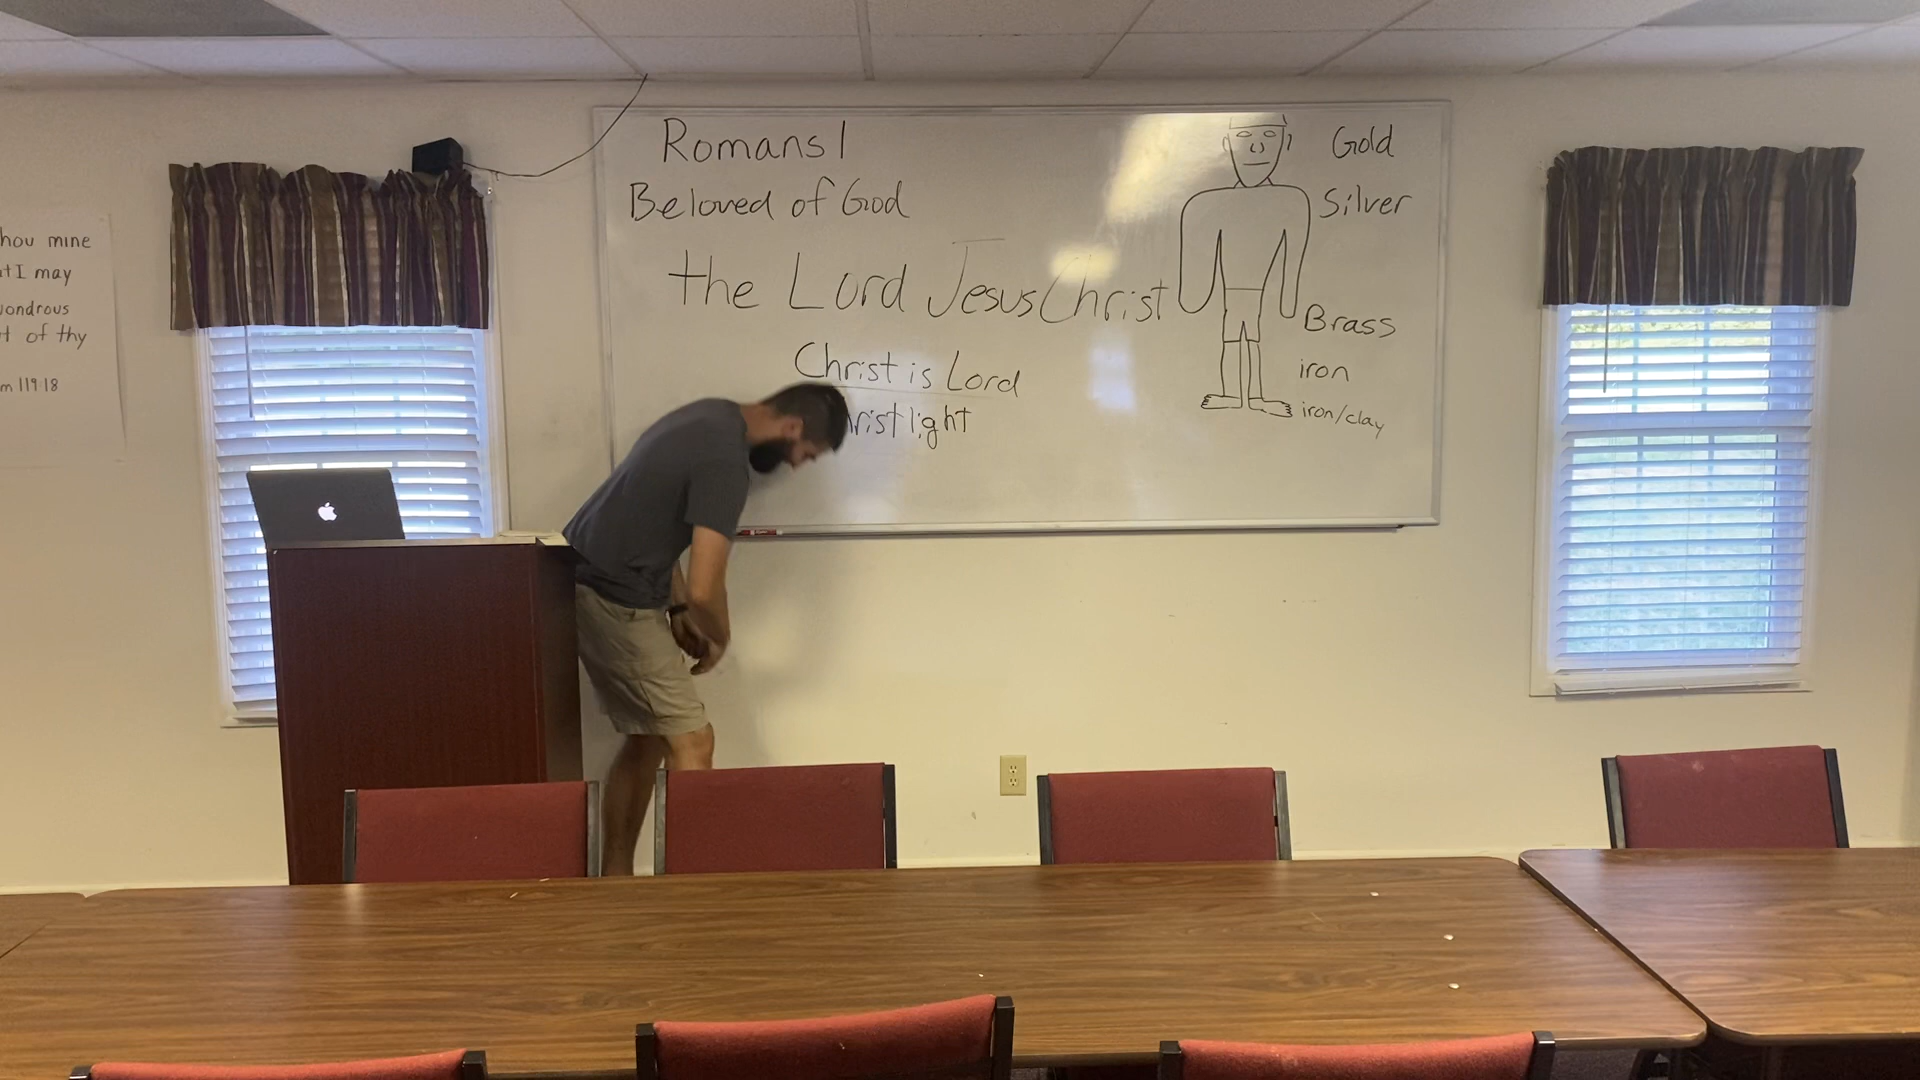 Romans 1
Beloved of God
the Lord Jesus Christ
Christ is Lord
light
Gold
Silver
Brass
iron
iron/clay
mine
I may
of thy
119:18